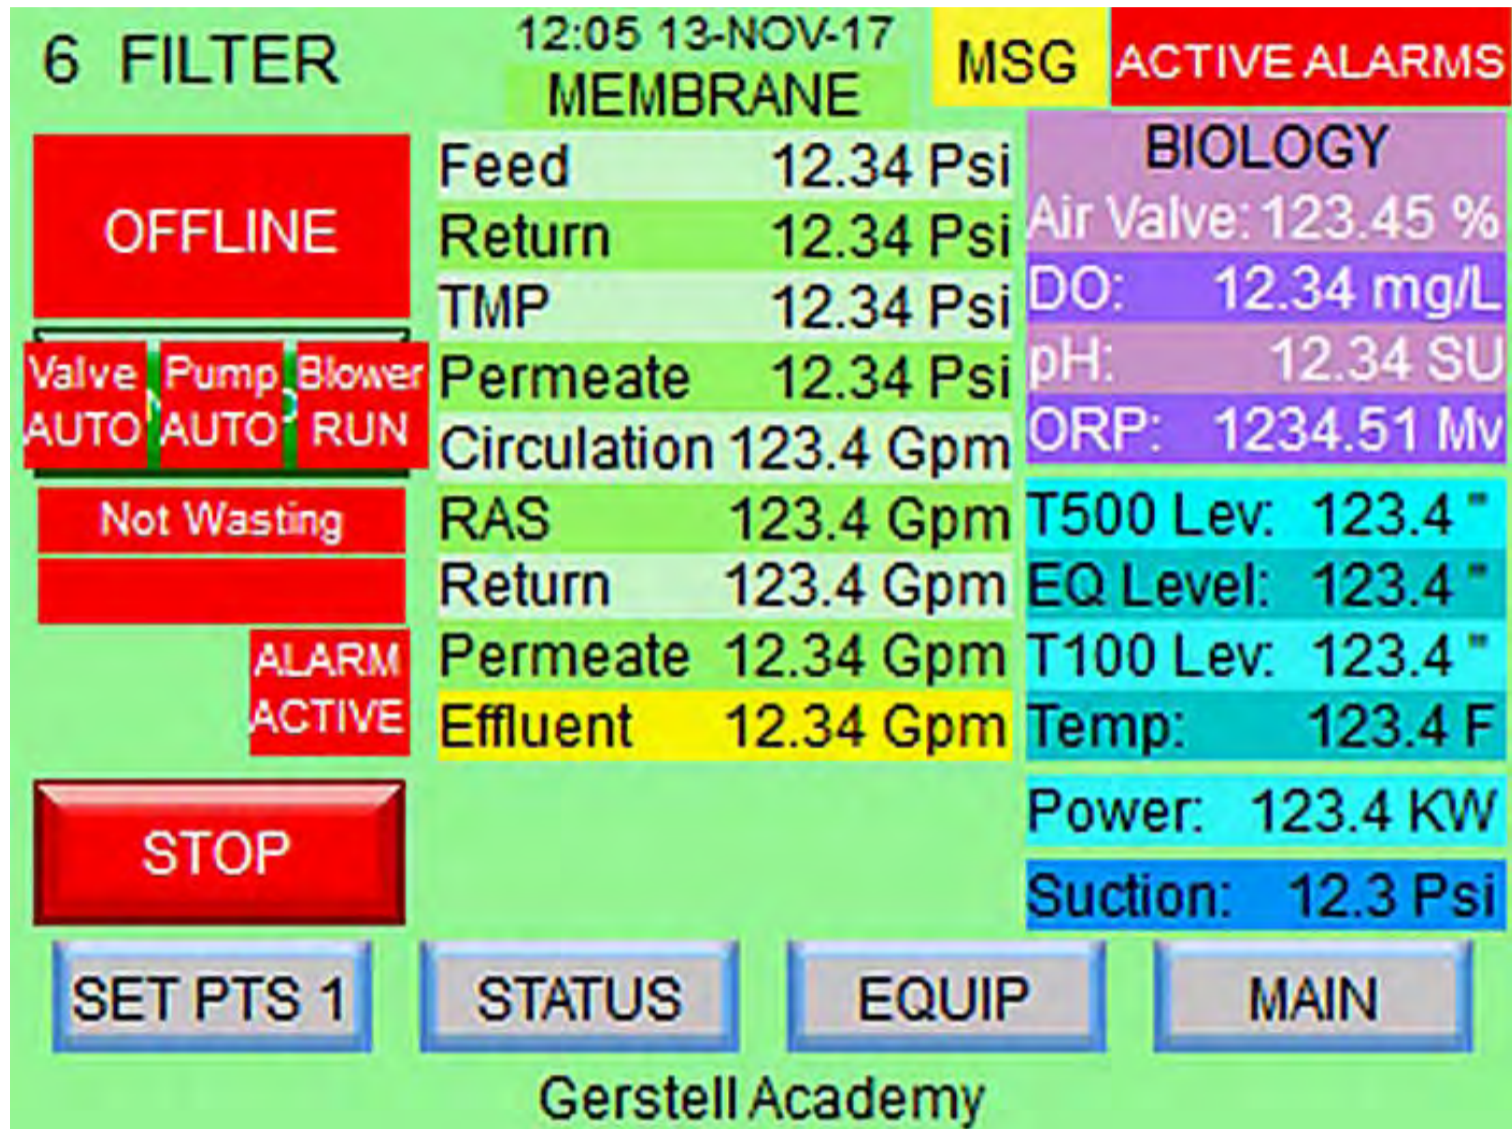 6 FILTER
12:05 13-NOV-17
MEMBRANE
MSG
ACTIVE ALARMS
OFFLINE
Valve AUTO
Pump AUTO
Blower RUN
Not Wasting
ALARM
ACTIVE
STOP
Feed 12.34 Psi
Return 12.34 Psi
TMP 12.34 Psi
Permeate 12.34 Psi
Circulation 123.4 Gpm
RAS 123.4 Gpm
Return 123.4 Gpm
Permeate 12.34 Gpm
Effluent 12.34 Gpm
BIOLOGY
Air Valve: 123.45 %
DO: 12.34 mg/L
pH: 12.34 SU
ORP: 1234.51 Mv
T500 Lev: 123.4 "
EQ Level: 123.4 "
T100 Lev: 123.4 "
Temp: 123.4 F
Power: 123.4 KW
Suction: 12.3 Psi
SET PTS 1
STATUS
EQUIP
MAIN
Gerstell Academy